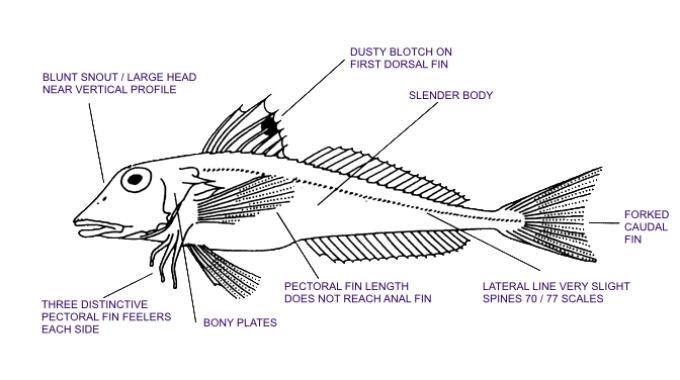 DUSTY BLOTCH ON
FIRST DORSAL FIN
BLUNT SNOUT / LARGE HEAD
NEAR VERTICAL PROFILE
SLENDER BODY
FORKED
CAUDAL
FIN
PECTORAL FIN LENGTH
DOES NOT REACH ANAL FIN
LATERAL LINE VERY SLIGHT
SPINES 70 / 77 SCALES
THREE DISTINCTIVE
PECTORAL FIN FEELERS
EACH SIDE
BONY PLATES